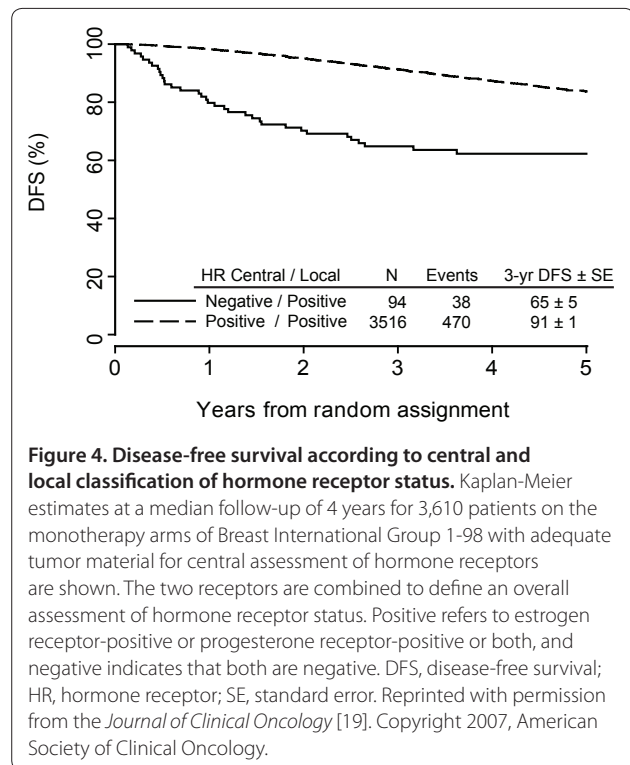 100
80
60
40
20
0
DFS (%)
HR Central / Local N Events 3-yr DFS ± SE
Negative / Positive 94 38 65 ± 5
Positive / Positive 3516 470 91 ± 1
0 1 2 3 4 5
Years from random assignment
Figure 4. Disease-free survival according to central and
local classification of hormone receptor status. Kaplan-Meier
estimates at a median follow-up of 4 years for 3,610 patients on the
monotherapy arms of Breast International Group 1-98 with adequate
tumor material for central assessment of hormone receptors
are shown. The two receptors are combined to define an overall
assessment of hormone receptor status. Positive refers to estrogen
receptor-positive or progesterone receptor-positive or both, and
negative indicates that both are negative. DFS, disease-free survival;
HR, hormone receptor; SE, standard error. Reprinted with permission
from the Journal of Clinical Oncology [19]. Copyright 2007, American
Society of Clinical Oncology.